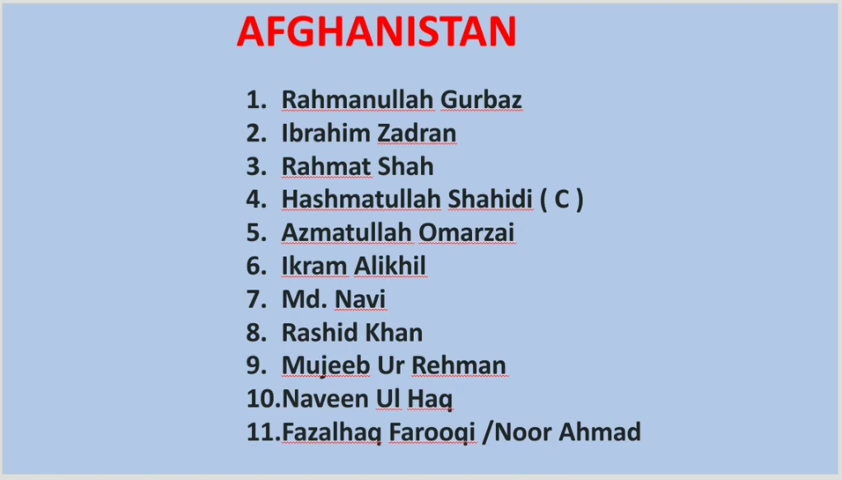 AFGHANISTAN
1. Rahmanullah Gurbaz
2. Ibrahim Zadran
3. Rahmat Shah
4. Hashmatullah Shahidi ( C )
5. Azmatullah Omarzai
6. Ikram Alikhil
7. Md. Navi
8. Rashid Khan
9. Mujeeb Ur Rehman
10.Naveen Ul Haq
11.Fazalhaq Farooqi /Noor Ahmad